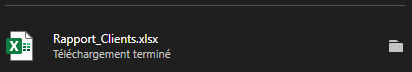 Rapport_Clients.xlsx
Téléchargement terminé